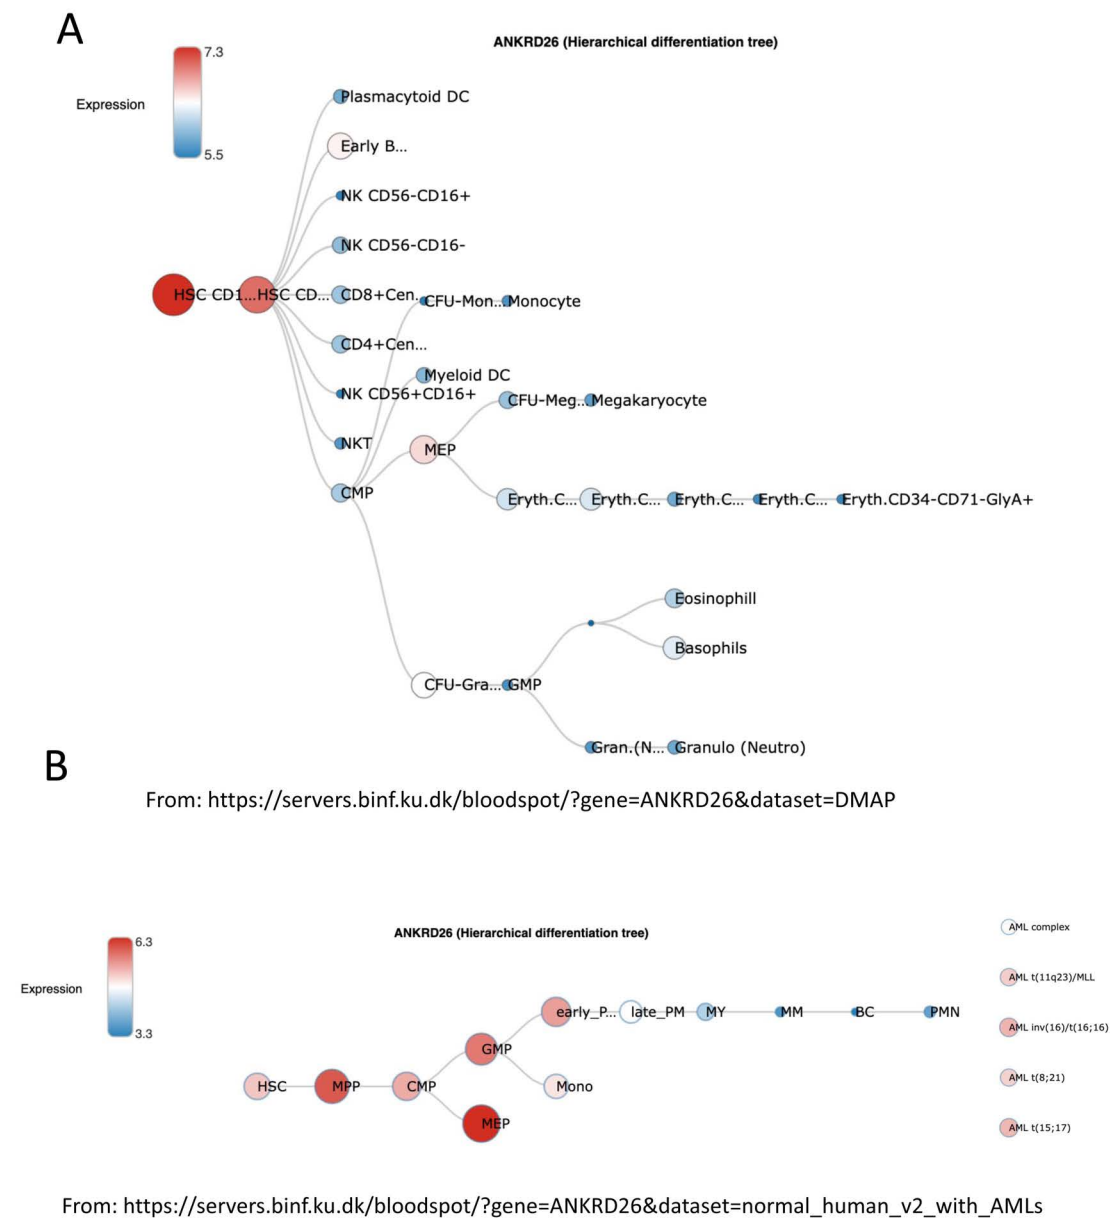 A
ANKRD26 (Hierarchical differentiation tree)
7.3
Expression
5.5
Plasmacytoid DC
Early B...
NK CD56-CD16+
NK CD56-CD16-
HSC CD1...
HSC CD...
CD8+Cen...
CFU-Mon...
Monocyte
CD4+Cen...
Myeloid DC
NK CD56+CD16+
CFU-Meg...
Megakaryocyte
NKT
MEP
CMP
Eryth.C...
Eryth.C...
Eryth.C...
Eryth.C...
Eryth.CD34-CD71-GlyA+
Eosinophill
Basophils
CFU-Gra...
GMP
Gran.(N...
Granulo (Neutro)
B
From: https://servers.binf.ku.dk/bloodspot/?gene=ANKRD26&dataset=DMAP
ANKRD26 (Hierarchical differentiation tree)
6.3
Expression
3.3
AML complex
AML t(11q23)/MLL
AML inv(16)/t(16;16)
AML t(8;21)
AML t(15;17)
early_P...
late_PM
MY
MM
BC
PMN
GMP
HSC
MPP
CMP
Mono
MEP
From: https://servers.binf.ku.dk/bloodspot/?gene=ANKRD26&dataset=normal_human_v2_with_AMLs